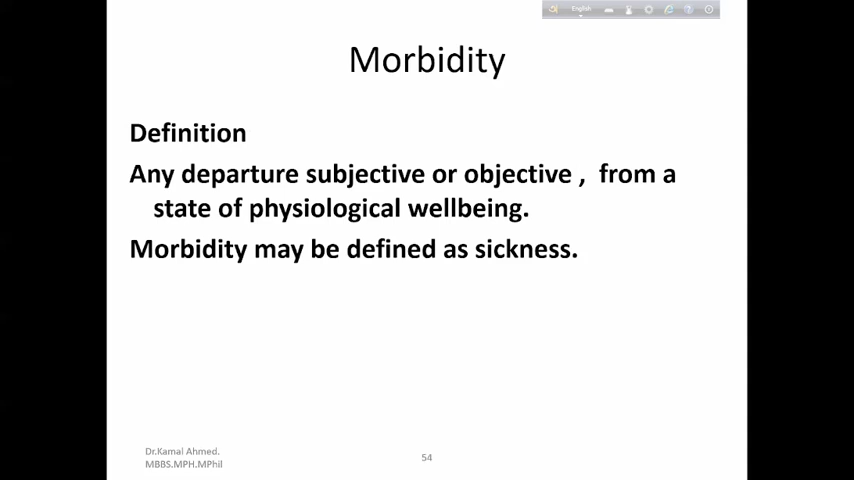 English
Morbidity
Definition
Any departure subjective or objective , from a
state of physiological wellbeing.
Morbidity may be defined as sickness.
Dr.Kamal Ahmed.
MBBS.MPH.MPhil
54